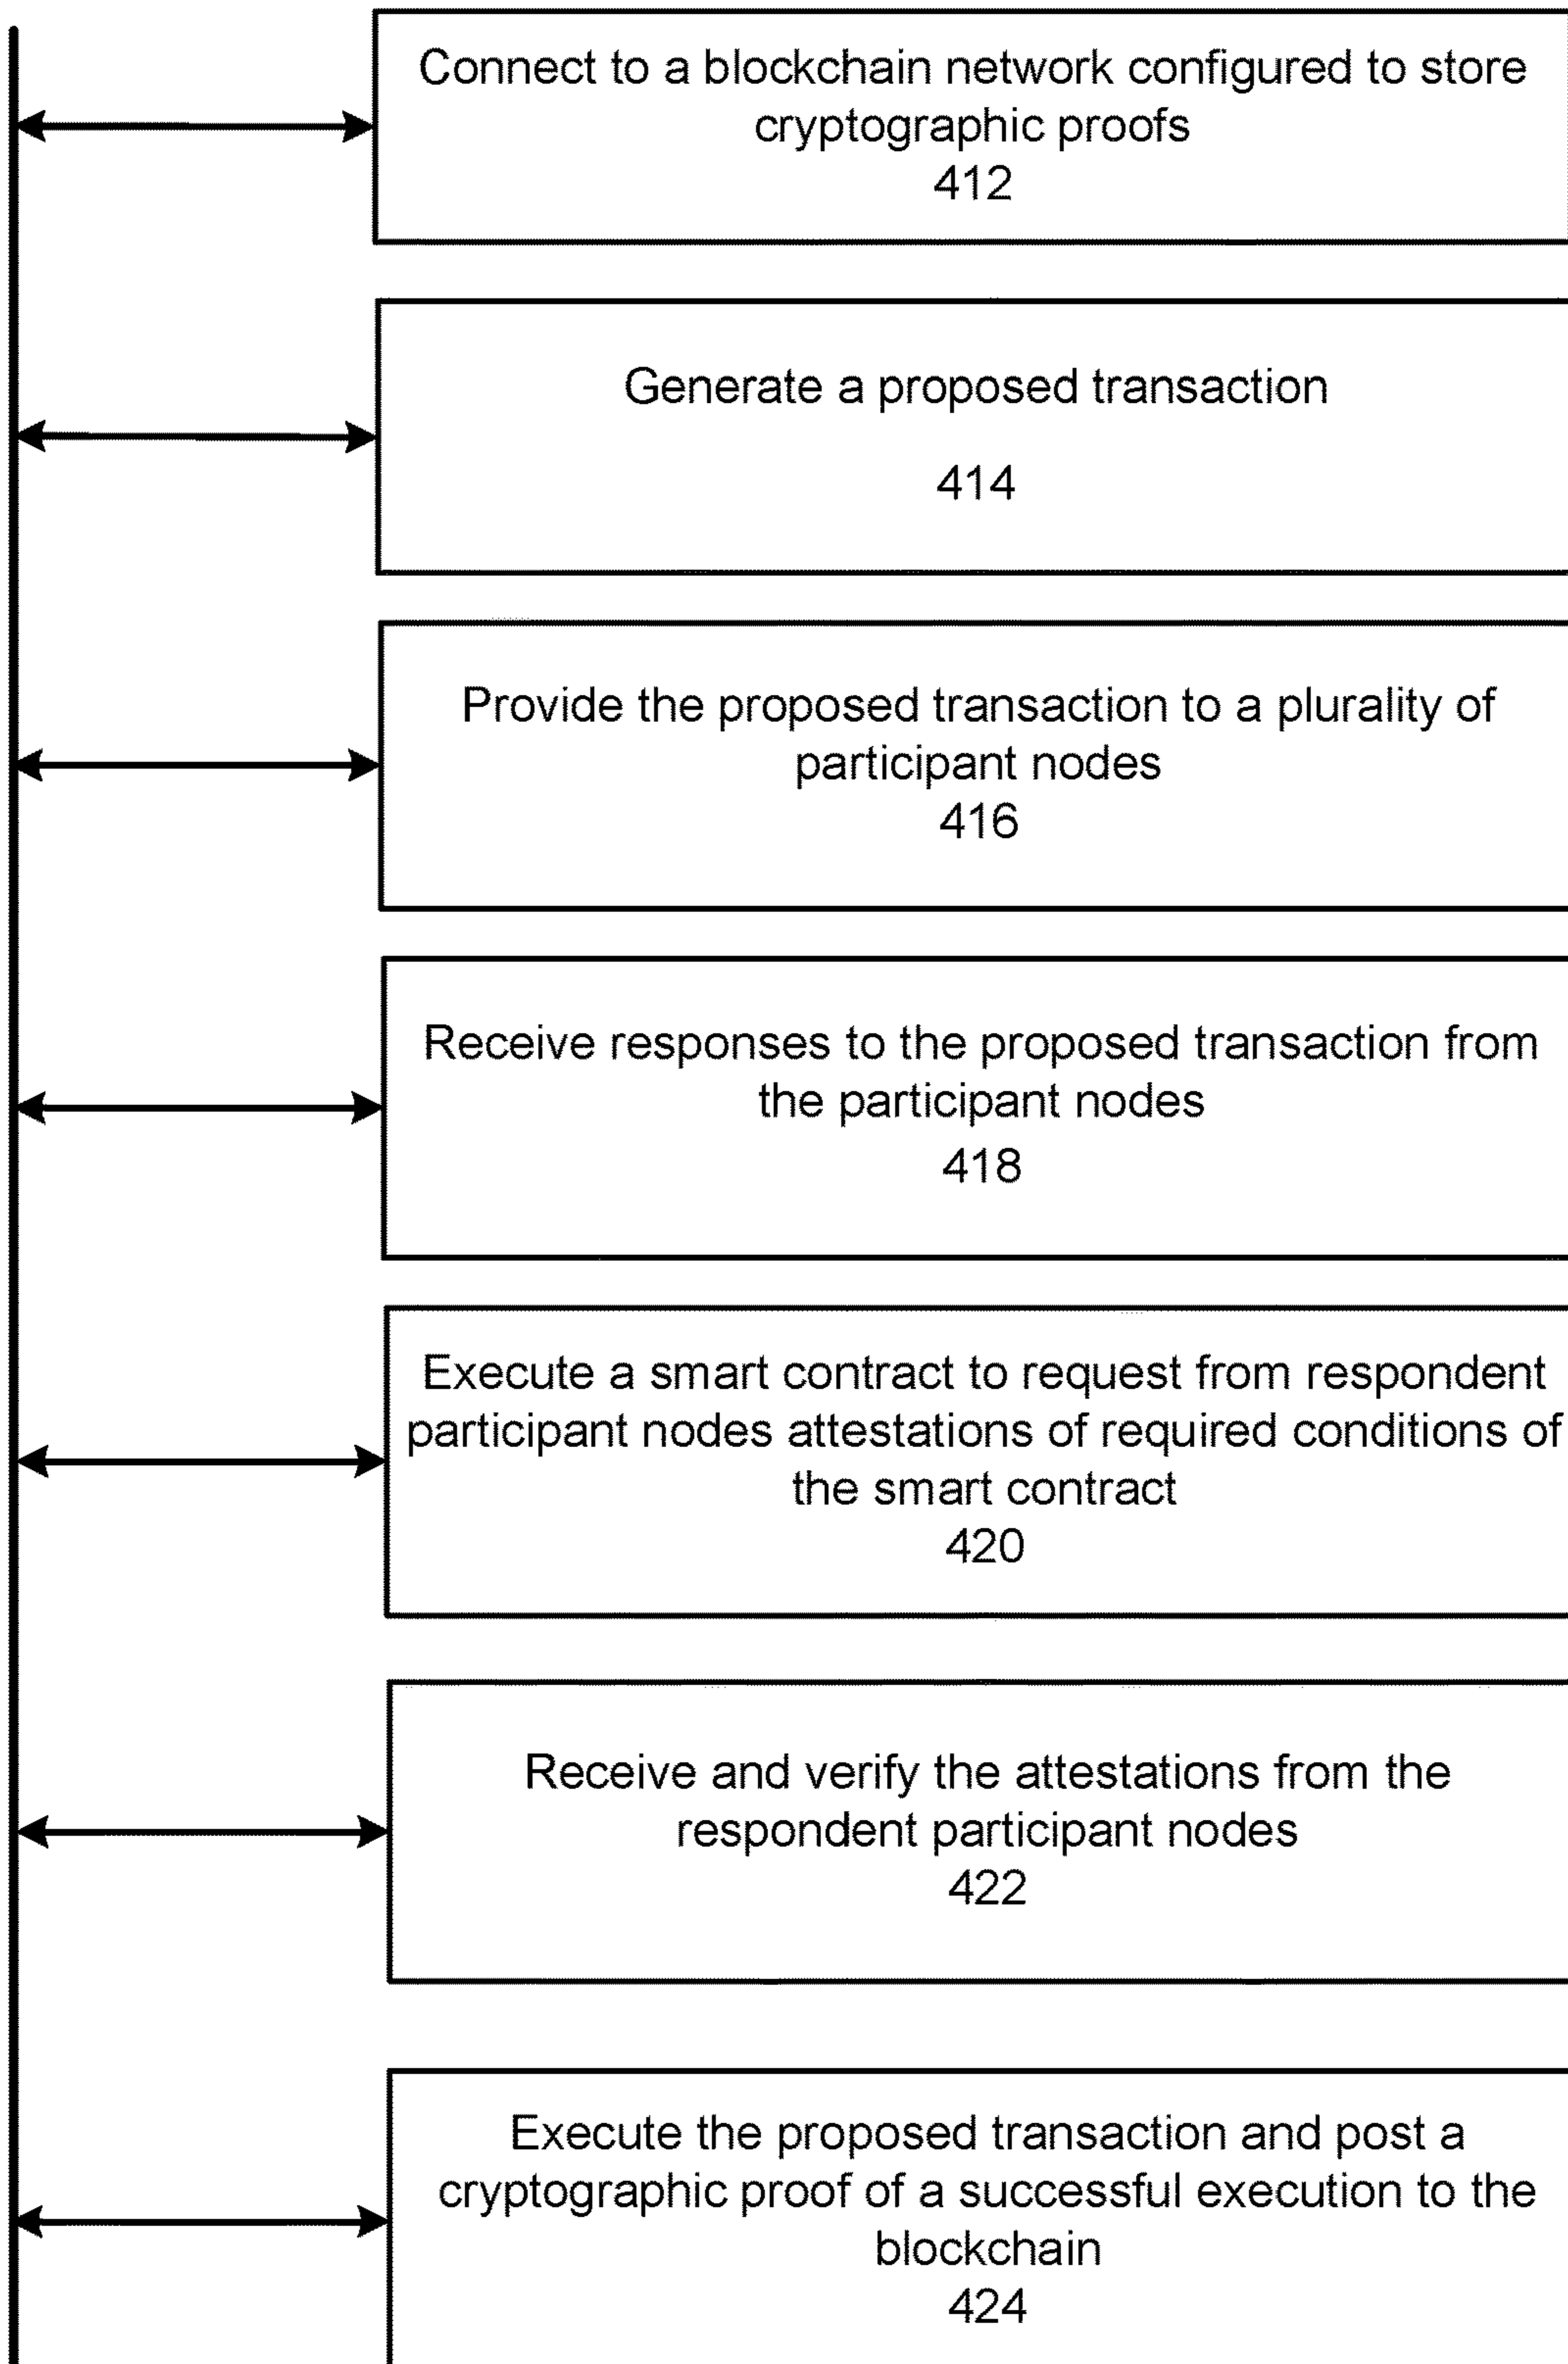 Connect to a blockchain network configured to store
cryptographic proofs
412
Generate a proposed transaction
414
Provide the proposed transaction to a plurality of
participant nodes
416
Receive responses to the proposed transaction from
the participant nodes
418
Execute a smart contract to request from respondent
participant nodes attestations of required conditions of
the smart contract
420
Receive and verify the attestations from the
respondent participant nodes
422
Execute the proposed transaction and post a
cryptographic proof of a successful execution to the
blockchain
424